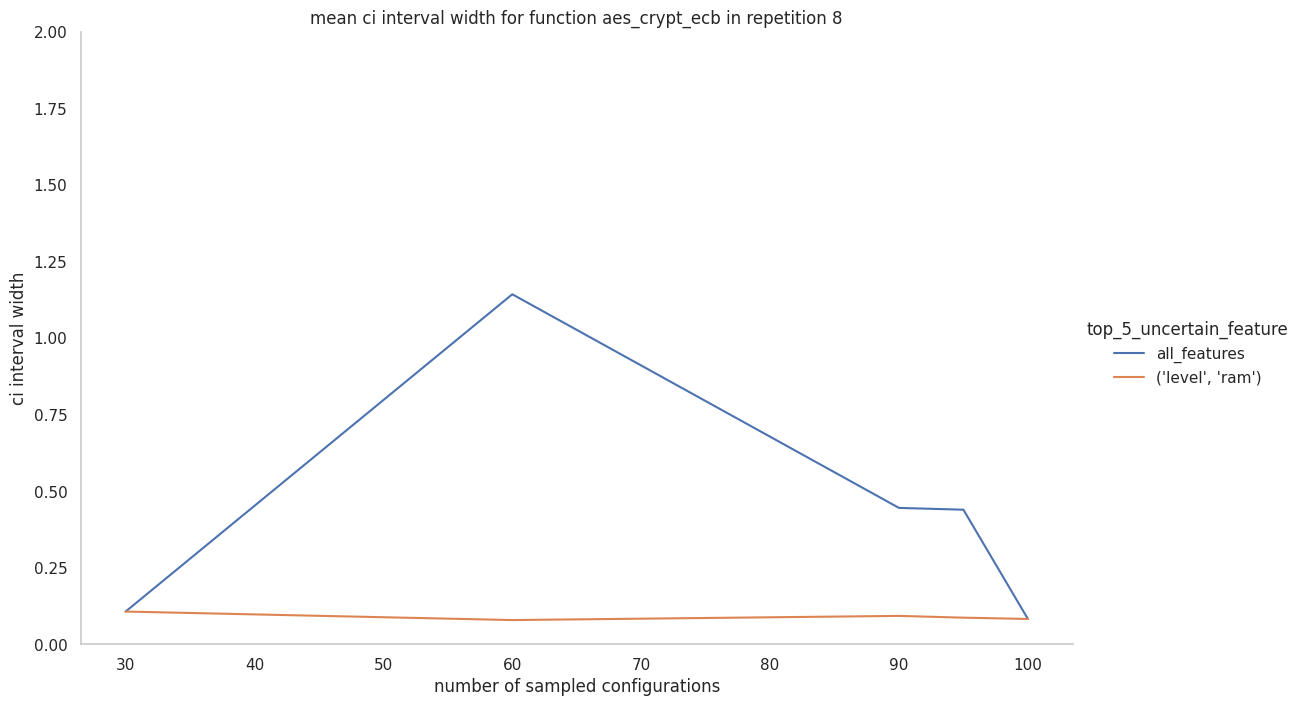 mean ci interval width for function aes_crypt_ecb in repetition 8
2.00
1.75
1.50
1.25
1.00
0.75
0.50
0.25
0.00
ci interval width
30 40 50 60 70 80 90 100
number of sampled configurations
top_5_uncertain_feature
all_features
('level', 'ram')